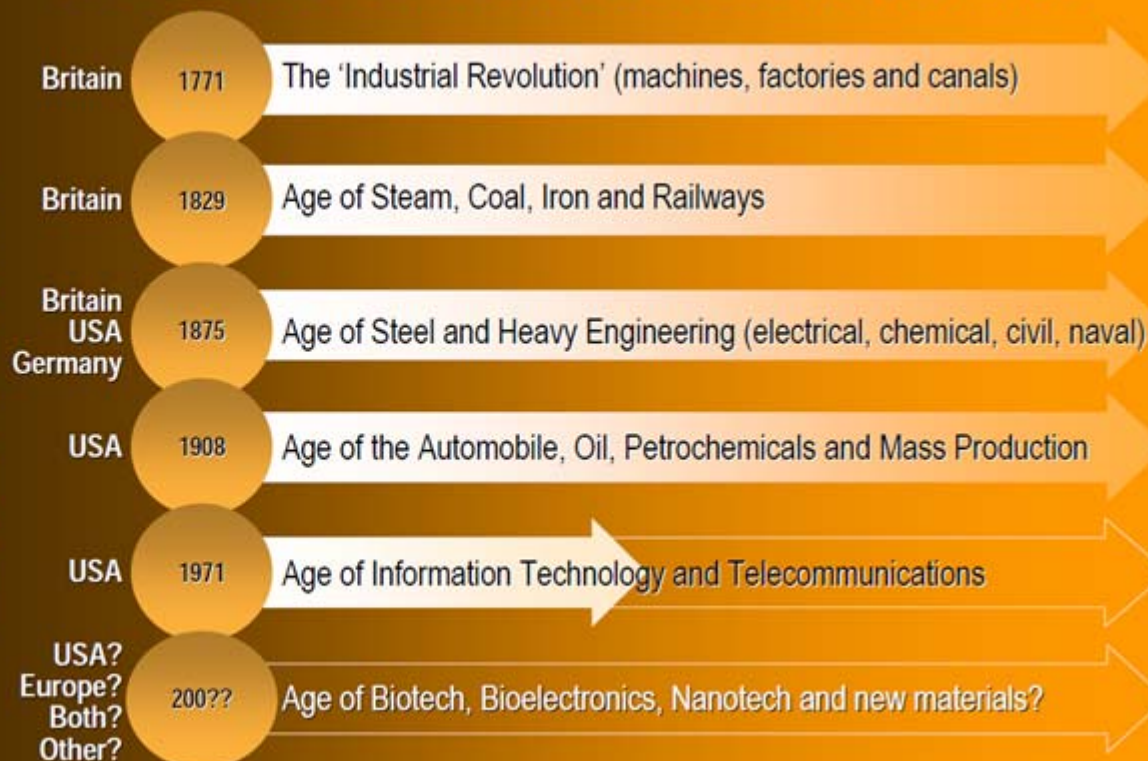 Britain
1771
The ‘Industrial Revolution’ (machines, factories and canals)
Britain
1829
Age of Steam, Coal, Iron and Railways
Britain
USA
Germany
1875
Age of Steel and Heavy Engineering (electrical, chemical, civil, naval)
USA
1908
Age of the Automobile, Oil, Petrochemicals and Mass Production
USA
1971
Age of Information Technology and Telecommunications
USA?
Europe?
Both?
Other?
200??
Age of Biotech, Bioelectronics, Nanotech and new materials?